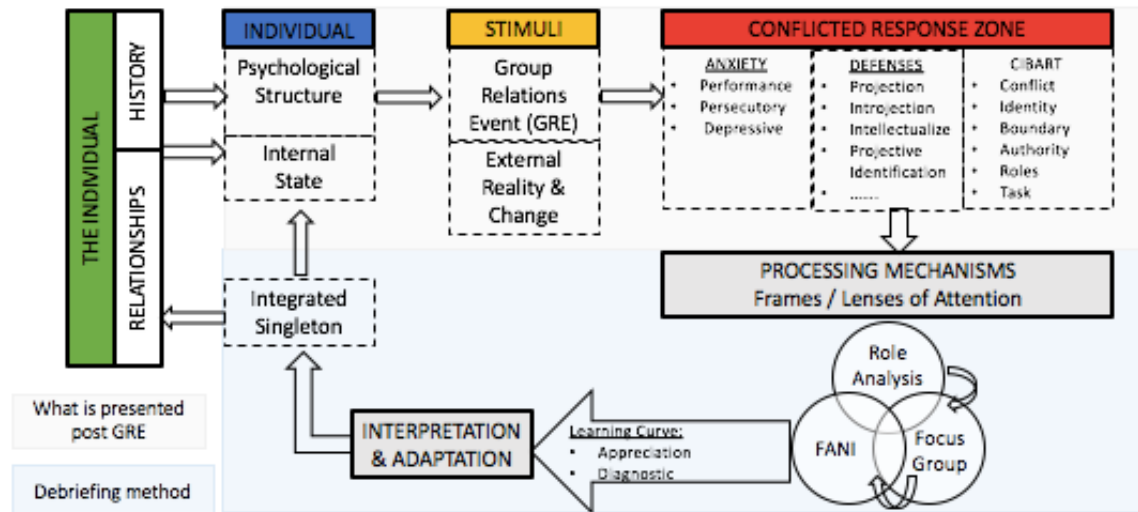 THE INDIVIDUAL
HISTORY
RELATIONSHIPS
INDIVIDUAL
Psychological
Structure
Internal
State
STIMULI
Group
Relations
Event (GRE)
External
Reality &
Change
CONFLICTED RESPONSE ZONE
ANXIETY
• Performance
• Persecutory
• Depressive
DEFENSES
• Projection
• Introjection
• Intellectualize
• Projective
Identification
• .......
CIBART
• Conflict
• Identity
• Boundary
• Authority
• Roles
• Task
PROCESSING MECHANISMS
Frames / Lenses of Attention
Role
Analysis
FANI
Focus
Group
Learning Curve:
• Appreciation
• Diagnostic
INTERPRETATION
& ADAPTATION
Integrated
Singleton
What is presented
post GRE
Debriefing method